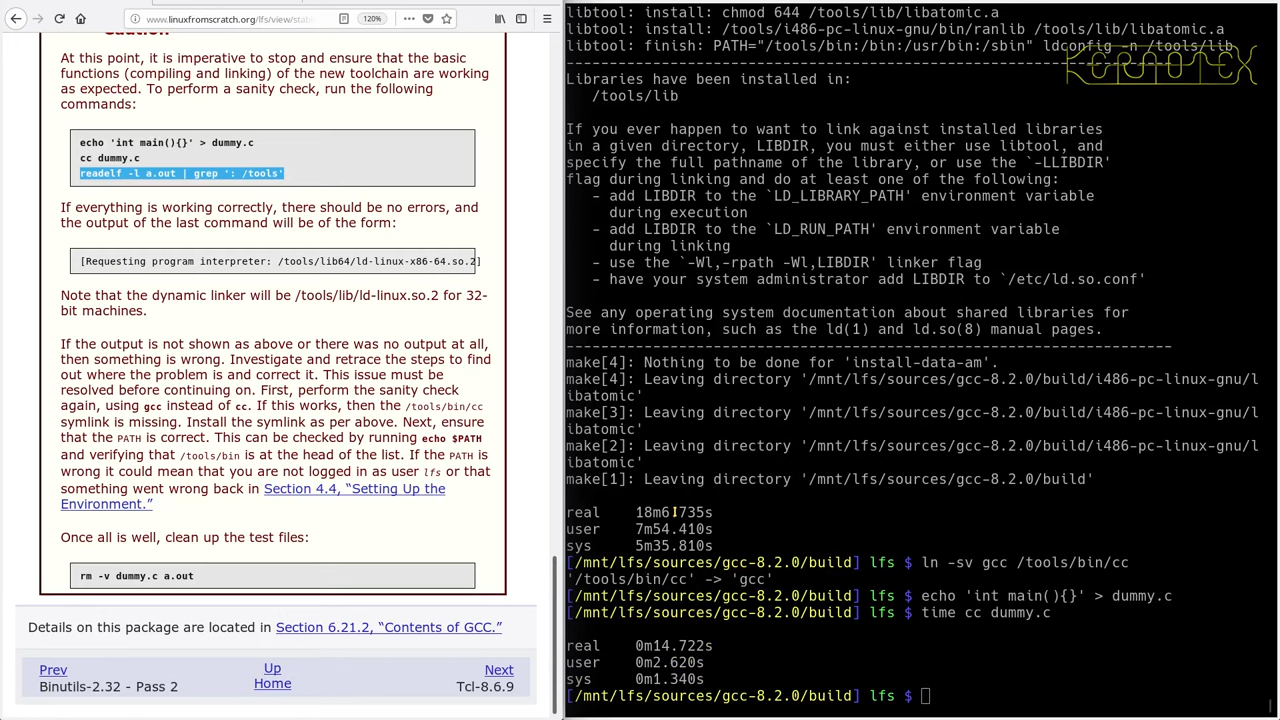 www.linuxfromscratch.org/lfs/view/stab
120%
Caution
At this point, it is imperative to stop and ensure that the basic
functions (compiling and linking) of the new toolchain are working
as expected. To perform a sanity check, run the following
commands:
echo 'int main(){}' > dummy.c
cc dummy.c
readelf -l a.out | grep ': /tools'
If everything is working correctly, there should be no errors, and
the output of the last command will be of the form:
[Requesting program interpreter: /tools/lib64/ld-linux-x86-64.so.2]
Note that the dynamic linker will be /tools/lib/ld-linux.so.2 for 32-
bit machines.
If the output is not shown as above or there was no output at all,
then something is wrong. Investigate and retrace the steps to find
out where the problem is and correct it. This issue must be
resolved before continuing on. First, perform the sanity check
again, using gcc instead of cc. If this works, then the /tools/bin/cc
symlink is missing. Install the symlink as per above. Next, ensure
that the PATH is correct. This can be checked by running echo $PATH
and verifying that /tools/bin is at the head of the list. If the PATH is
wrong it could mean that you are not logged in as user lfs or that
something went wrong back in Section 4.4, “Setting Up the
Environment.”
Once all is well, clean up the test files:
rm -v dummy.c a.out
Details on this package are located in Section 6.21.2, “Contents of GCC.”
Prev
Up
Next
Binutils-2.32 - Pass 2
Home
Tcl-8.6.9
libtool: install: chmod 644 /tools/lib/libatomic.a
libtool: install: /tools/i486-pc-linux-gnu/bin/ranlib /tools/lib/libatomic.a
libtool: finish: PATH="/tools/bin:/bin:/usr/bin:/sbin" ldconfig -n /tools/lib
----------------------------------------------------------------------
KERNOTEX
Libraries have been installed in:
/tools/lib
If you ever happen to want to link against installed libraries
in a given directory, LIBDIR, you must either use libtool, and
specify the full pathname of the library, or use the `-LLIBDIR'
flag during linking and do at least one of the following:
- add LIBDIR to the `LD_LIBRARY_PATH' environment variable
during execution
- add LIBDIR to the `LD_RUN_PATH' environment variable
during linking
- use the `-Wl,-rpath -Wl,LIBDIR' linker flag
- have your system administrator add LIBDIR to `/etc/ld.so.conf'
See any operating system documentation about shared libraries for
more information, such as the ld(1) and ld.so(8) manual pages.
----------------------------------------------------------------------
make[4]: Nothing to be done for 'install-data-am'.
make[4]: Leaving directory '/mnt/lfs/sources/gcc-8.2.0/build/i486-pc-linux-gnu/l
ibatomic'
make[3]: Leaving directory '/mnt/lfs/sources/gcc-8.2.0/build/i486-pc-linux-gnu/l
ibatomic'
make[2]: Leaving directory '/mnt/lfs/sources/gcc-8.2.0/build/i486-pc-linux-gnu/l
ibatomic'
make[1]: Leaving directory '/mnt/lfs/sources/gcc-8.2.0/build'
real 18m6.735s
user 7m54.410s
sys 5m35.810s
[/mnt/lfs/sources/gcc-8.2.0/build] lfs $ ln -sv gcc /tools/bin/cc
'/tools/bin/cc' -> 'gcc'
[/mnt/lfs/sources/gcc-8.2.0/build] lfs $ echo 'int main(){}' > dummy.c
[/mnt/lfs/sources/gcc-8.2.0/build] lfs $ time cc dummy.c
real 0m14.722s
user 0m2.620s
sys 0m1.340s
[/mnt/lfs/sources/gcc-8.2.0/build] lfs $